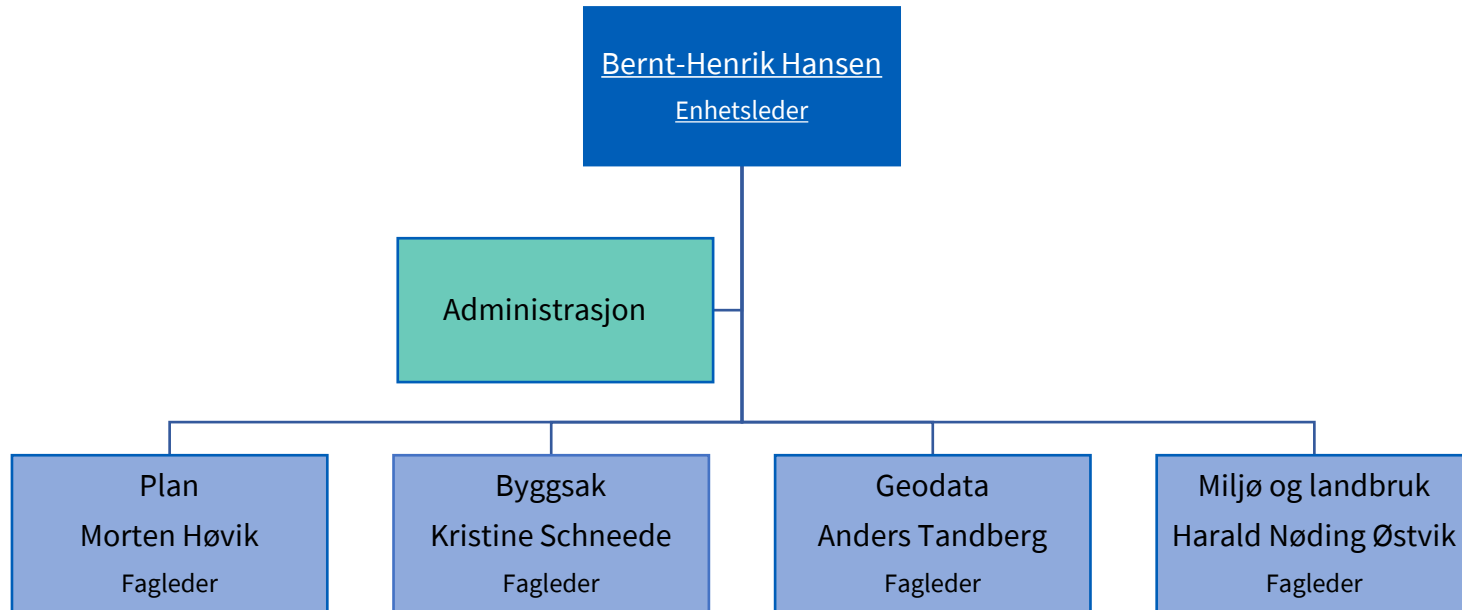 Bernt-Henrik Hansen
Enhetsleder
Administrasjon
Plan
Morten Høvik
Fagleder
Byggsak
Kristine Schneede
Fagleder
Geodata
Anders Tandberg
Fagleder
Miljø og landbruk
Harald Nøding Østvik
Fagleder